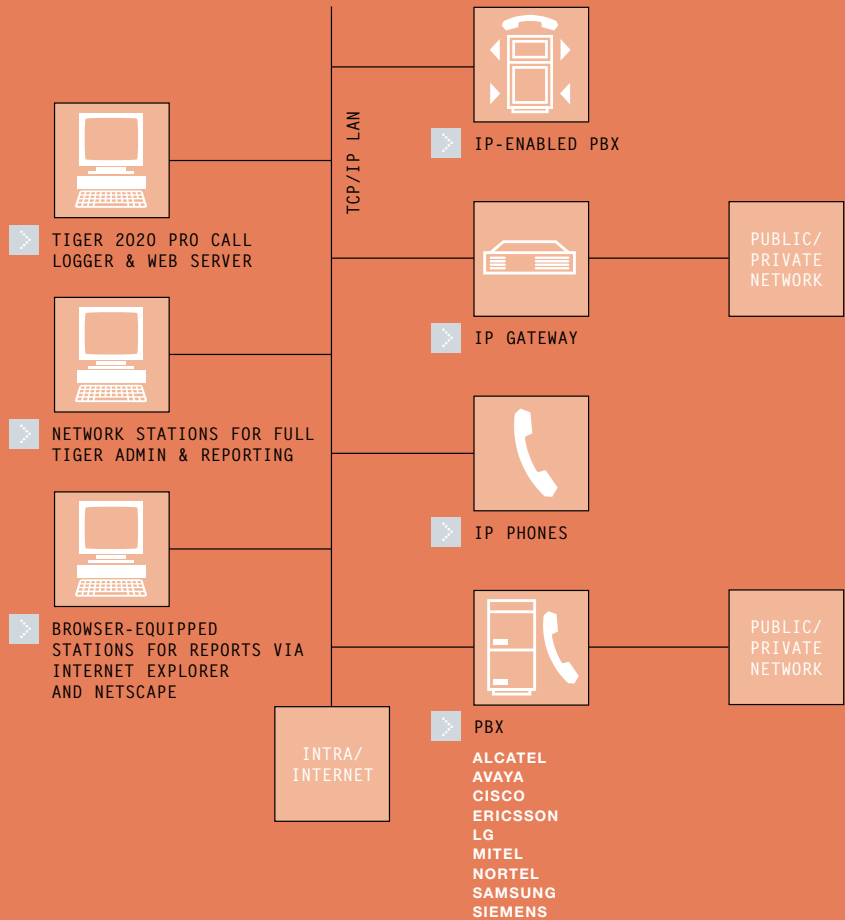 TCP/IP LAN
IP-ENABLED PBX
TIGER 2020 PRO CALL
LOGGER & WEB SERVER
PUBLIC/
PRIVATE
NETWORK
IP GATEWAY
NETWORK STATIONS FOR FULL
TIGER ADMIN & REPORTING
IP PHONES
BROWSER-EQUIPPED
STATIONS FOR REPORTS VIA
INTERNET EXPLORER
AND NETSCAPE
PUBLIC/
PRIVATE
NETWORK
INTRA/
INTERNET
PBX
ALCATEL
AVAYA
CISCO
ERICSSON
LG
MITEL
NORTEL
SAMSUNG
SIEMENS